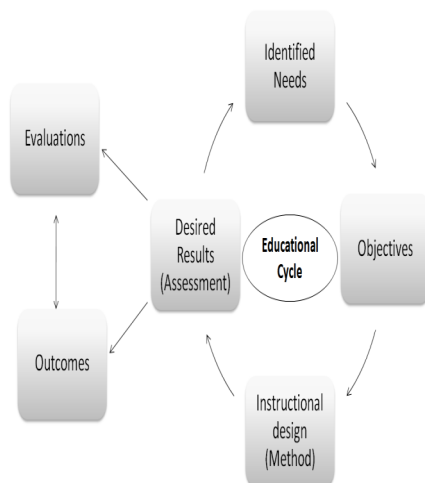 Identified
Needs
Evaluations
Desired
Results
(Assessment)
Educational
Cycle
Objectives
Outcomes
Instructional
design
(Method)